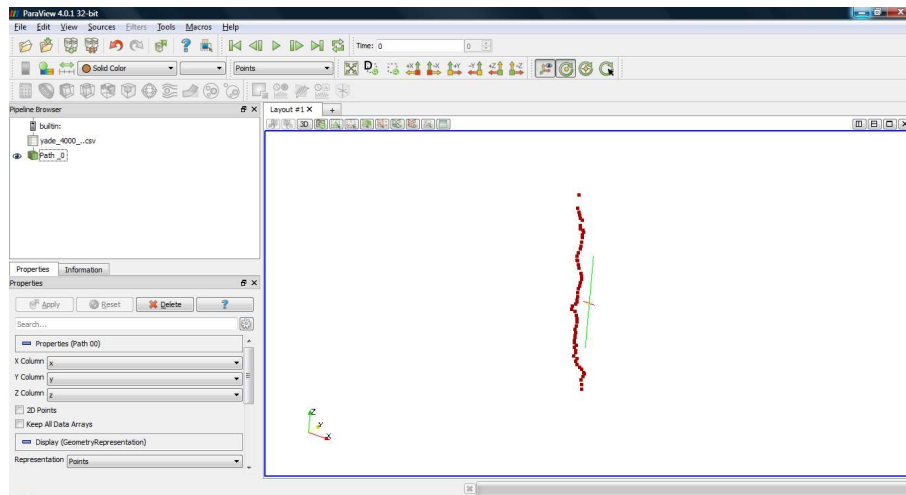 ParaView 4.0.1 32-bit
File Edit View Sources Filters Tools Macros Help
Time: 0 0
Solid Color Points
Pipeline Browser
Layout #1 X +
3D
builtin:
yade_4000_...csv
Path_0
Properties Information
Properties
Apply Reset Delete ?
Search...
Properties (Path 00)
X Column x
Y Column y
Z Column z
2D Points
Keep All Data Arrays
Display (GeometryRepresentation)
Representation Points
Z
Y
X